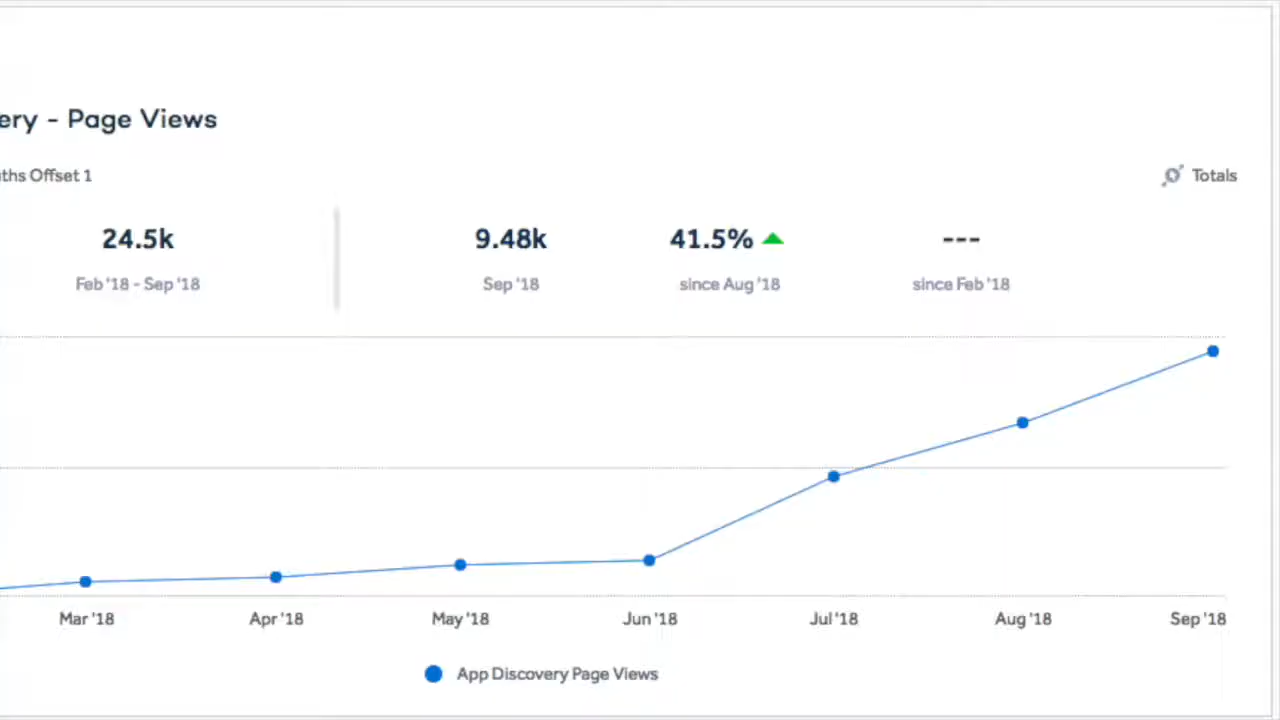 ery - Page Views
ths Offset 1
Totals
24.5k 9.48k 41.5% ---
Feb '18 - Sep '18 Sep '18 since Aug '18 since Feb '18
Mar '18 Apr '18 May '18 Jun '18 Jul '18 Aug '18 Sep '18
App Discovery Page Views